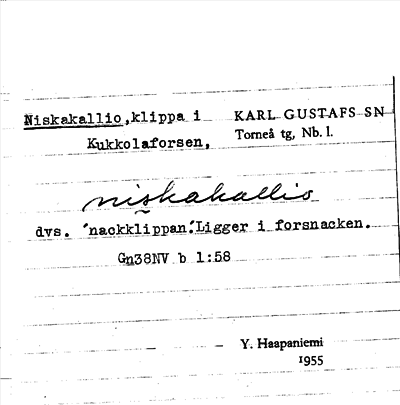 Niskakallio, klippa i KARL GUSTAFS SN
Kukkolaforsen, Torneå tg, Nb. l.
niskakallio
dvs. "nackklippan". Ligger i forsnacken.
Gn38NV b 1:58
Y. Haapaniemi
1955